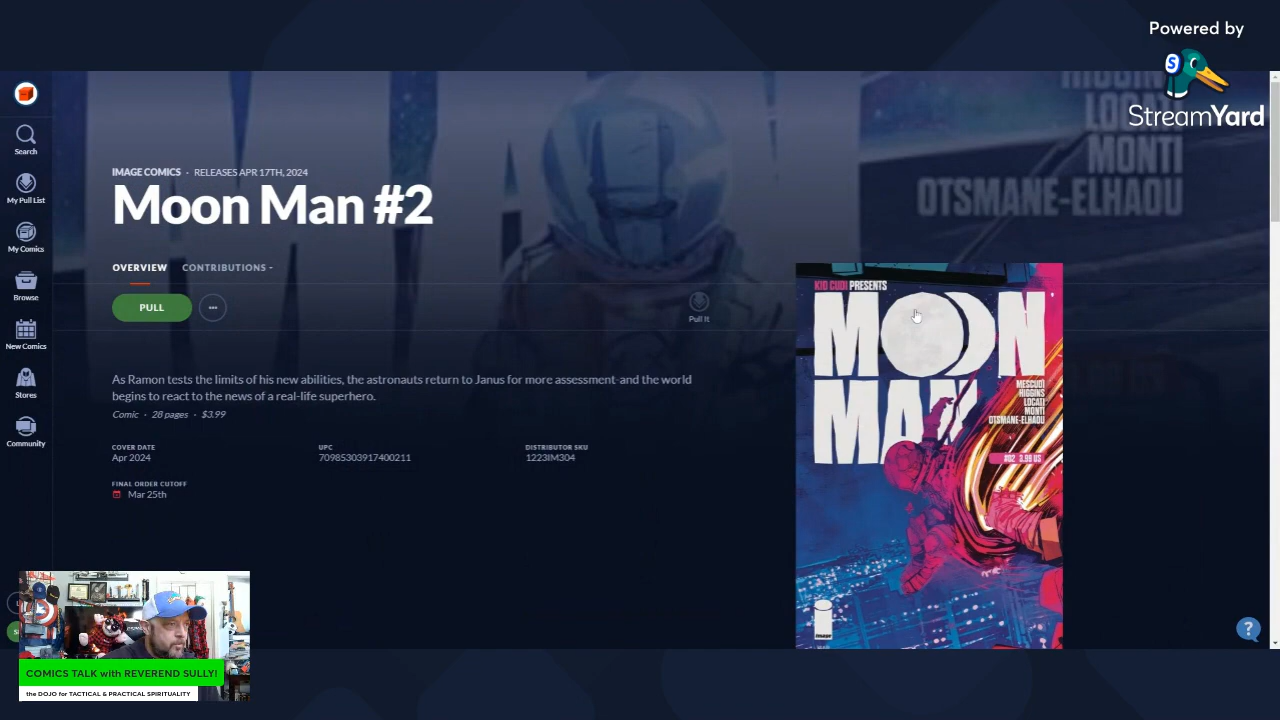 Powered by
StreamYard
HIGGINS
LOCATI
MONTI
OTSMANE-ELHAOU
Search
My Pull List
My Comics
Browse
New Comics
Stores
Community
IMAGE COMICS · RELEASES APR 17TH, 2024
Moon Man #2
OVERVIEW CONTRIBUTIONS
PULL
Pull It
As Ramon tests the limits of his new abilities, the astronauts return to Janus for more assessment-and the world
begins to react to the news of a real-life superhero.
Comic · 28 pages · $3.99
COVER DATE
Apr 2024
UPC
70985303917400211
DISTRIBUTOR SKU
1223IM304
FINAL ORDER CUTOFF
Mar 25th
KID CUDI PRESENTS
MOON
MAN
MESCUDI
HIGGINS
LOCATI
MONTI
OTSMANE-ELHAOU
#02 3.99 US
image
?
COMICS TALK with REVEREND SULLY!
the DOJO for TACTICAL & PRACTICAL SPIRITUALITY